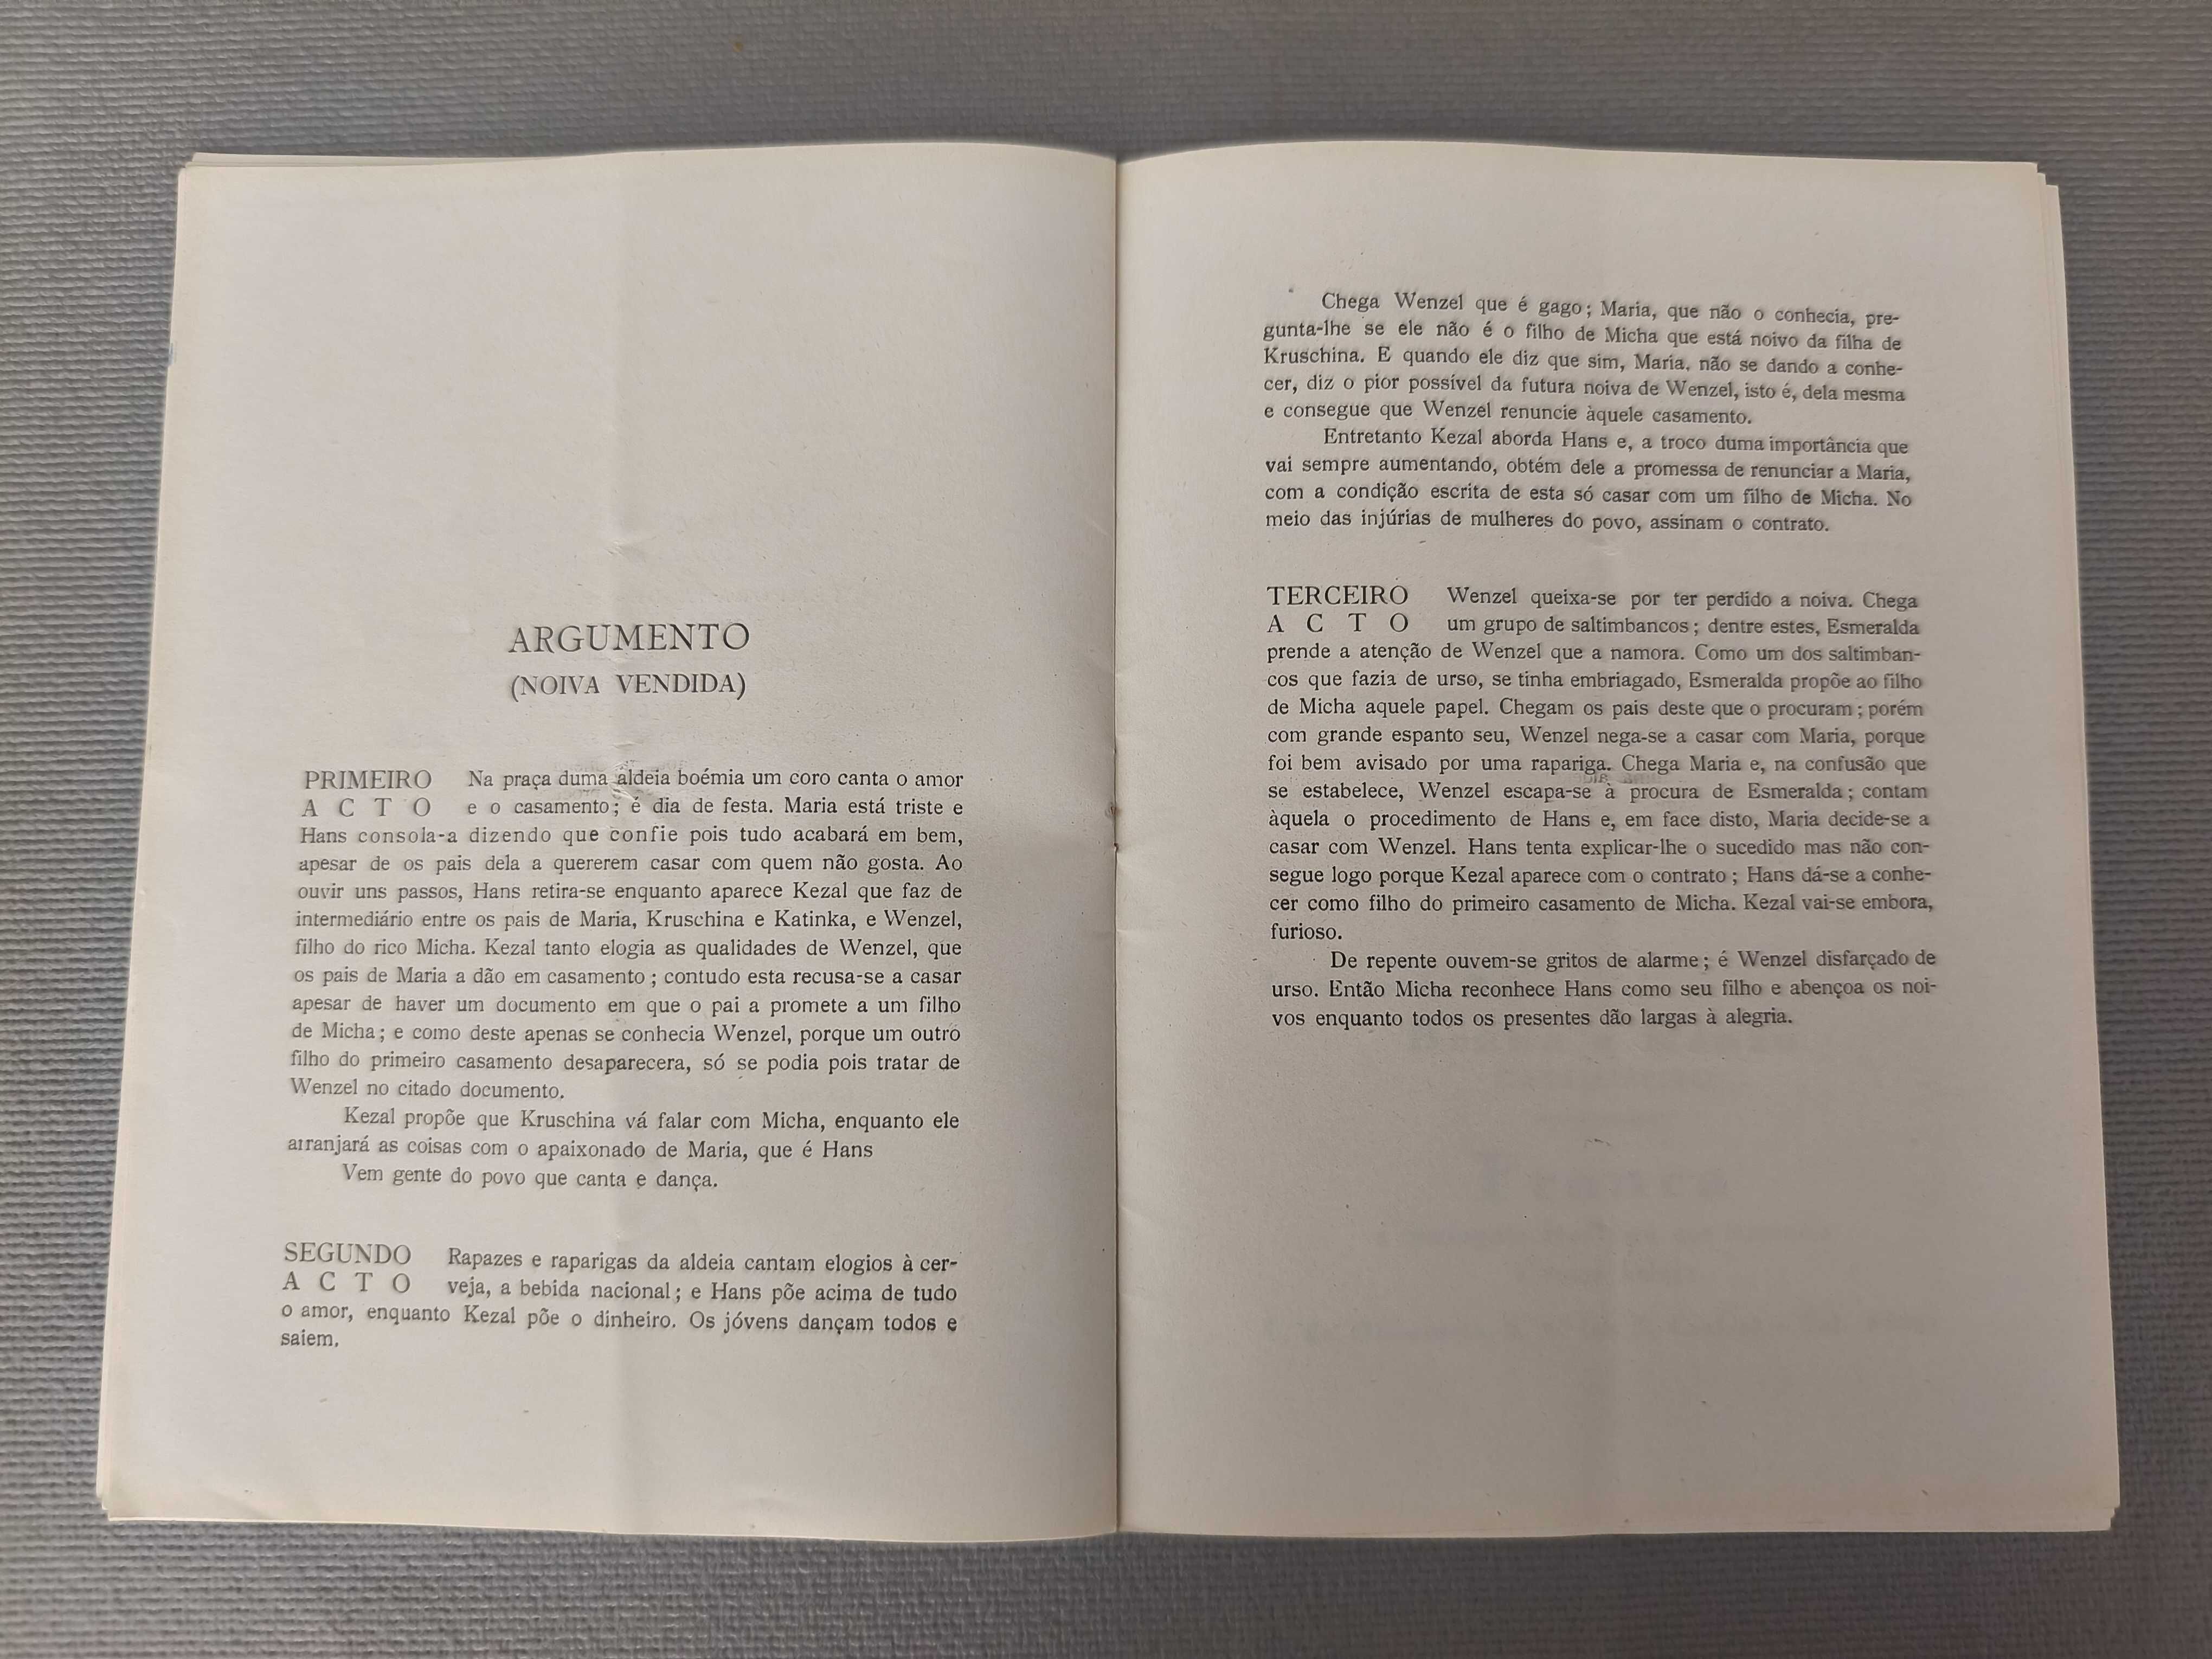 ARGUMENTO
(NOIVA VENDIDA)
PRIMEIRO Na praça duma aldeia boémia um coro canta o amor
A C T O e o casamento; é dia de festa. Maria está triste e
Hans consola-a dizendo que confie pois tudo acabará em bem,
apesar de os pais dela a quererem casar com quem não gosta. Ao
ouvir uns passos, Hans retira-se enquanto aparece Kezal que faz de
intermediário entre os pais de Maria, Kruschina e Katinka, e Wenzel,
filho do rico Micha. Kezal tanto elogia as qualidades de Wenzel, que
os pais de Maria a dão em casamento; contudo esta recusa-se a casar
apesar de haver um documento em que o pai a promete a um filho
de Micha; e como deste apenas se conhecia Wenzel, porque um outro
filho do primeiro casamento desaparecera, só se podia pois tratar de
Wenzel no citado documento.
Kezal propõe que Kruschina vá falar com Micha, enquanto ele
arranjará as coisas com o apaixonado de Maria, que é Hans
Vem gente do povo que canta e dança.
SEGUNDO Rapazes e raparigas da aldeia cantam elogios à cer-
A C T O veja, a bebida nacional; e Hans põe acima de tudo
o amor, enquanto Kezal põe o dinheiro. Os jóvens dançam todos e
saiem.
Chega Wenzel que é gago; Maria, que não o conhecia, pre-
gunta-lhe se ele não é o filho de Micha que está noivo da filha de
Kruschina. E quando ele diz que sim, Maria, não se dando a conhe-
cer, diz o pior possível da futura noiva de Wenzel, isto é, dela mesma
e consegue que Wenzel renuncie àquele casamento.
Entretanto Kezal aborda Hans e, a troco duma importância que
vai sempre aumentando, obtém dele a promessa de renunciar a Maria,
com a condição escrita de esta só casar com um filho de Micha. No
meio das injúrias de mulheres do povo, assinam o contrato.
TERCEIRO Wenzel queixa-se por ter perdido a noiva. Chega
A C T O um grupo de saltimbancos; dentre estes, Esmeralda
prende a atenção de Wenzel que a namora. Como um dos saltimban-
cos que fazia de urso, se tinha embriagado, Esmeralda propõe ao filho
de Micha aquele papel. Chegam os pais deste que o procuram; porém
com grande espanto seu, Wenzel nega-se a casar com Maria, porque
foi bem avisado por uma rapariga. Chega Maria e, na confusão que
se estabelece, Wenzel escapa-se à procura de Esmeralda; contam
àquela o procedimento de Hans e, em face disto, Maria decide-se a
casar com Wenzel. Hans tenta explicar-lhe o sucedido mas não con-
segue logo porque Kezal aparece com o contrato; Hans dá-se a conhe-
cer como filho do primeiro casamento de Micha. Kezal vai-se embora,
furioso.
De repente ouvem-se gritos de alarme; é Wenzel disfarçado de
urso. Então Micha reconhece Hans como seu filho e abençoa os noi-
vos enquanto todos os presentes dão largas à alegria.